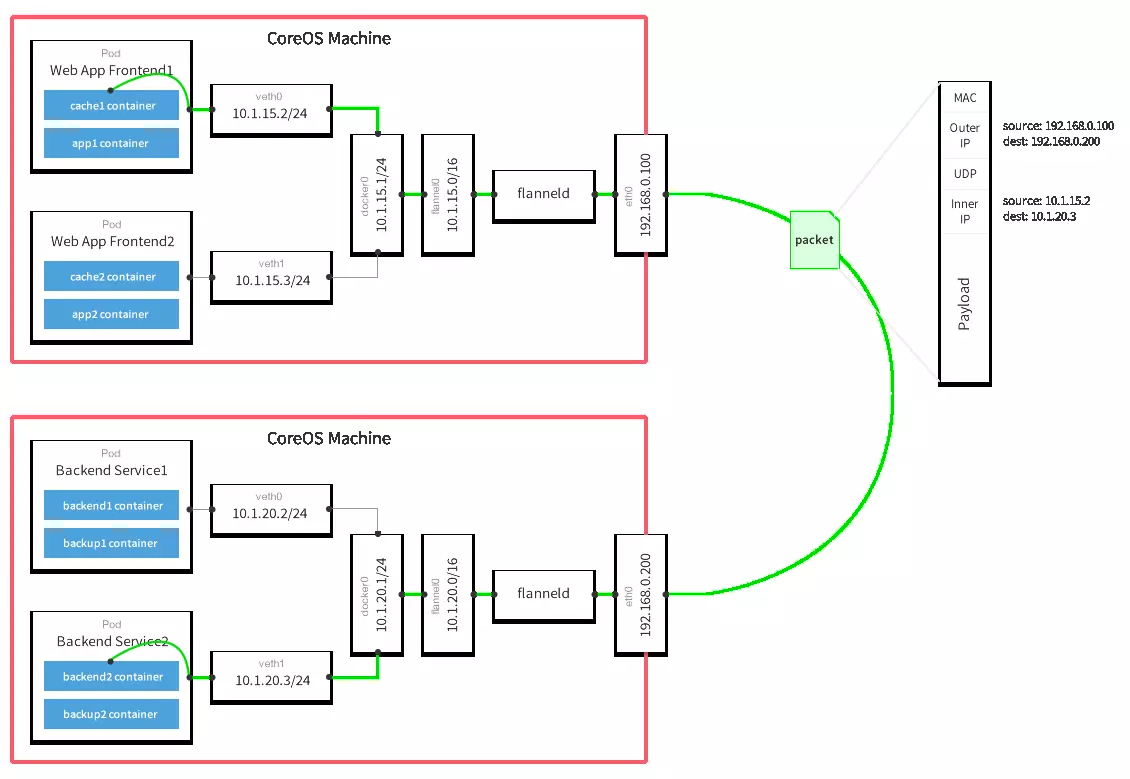 CoreOS Machine
Pod
Web App Frontend1
cache1 container
app1 container
veth0
10.1.15.2/24
Pod
Web App Frontend2
cache2 container
app2 container
veth1
10.1.15.3/24
docker0
10.1.15.1/24
flannel0
10.1.15.0/16
flanneld
eth0
192.168.0.100
packet
MAC
Outer
IP
source: 192.168.0.100
dest: 192.168.0.200
UDP
Inner
IP
source: 10.1.15.2
dest: 10.1.20.3
Payload
CoreOS Machine
Pod
Backend Service1
backend1 container
backup1 container
veth0
10.1.20.2/24
Pod
Backend Service2
backend2 container
backup2 container
veth1
10.1.20.3/24
docker0
10.1.20.1/24
flannel0
10.1.20.0/16
flanneld
eth0
192.168.0.200